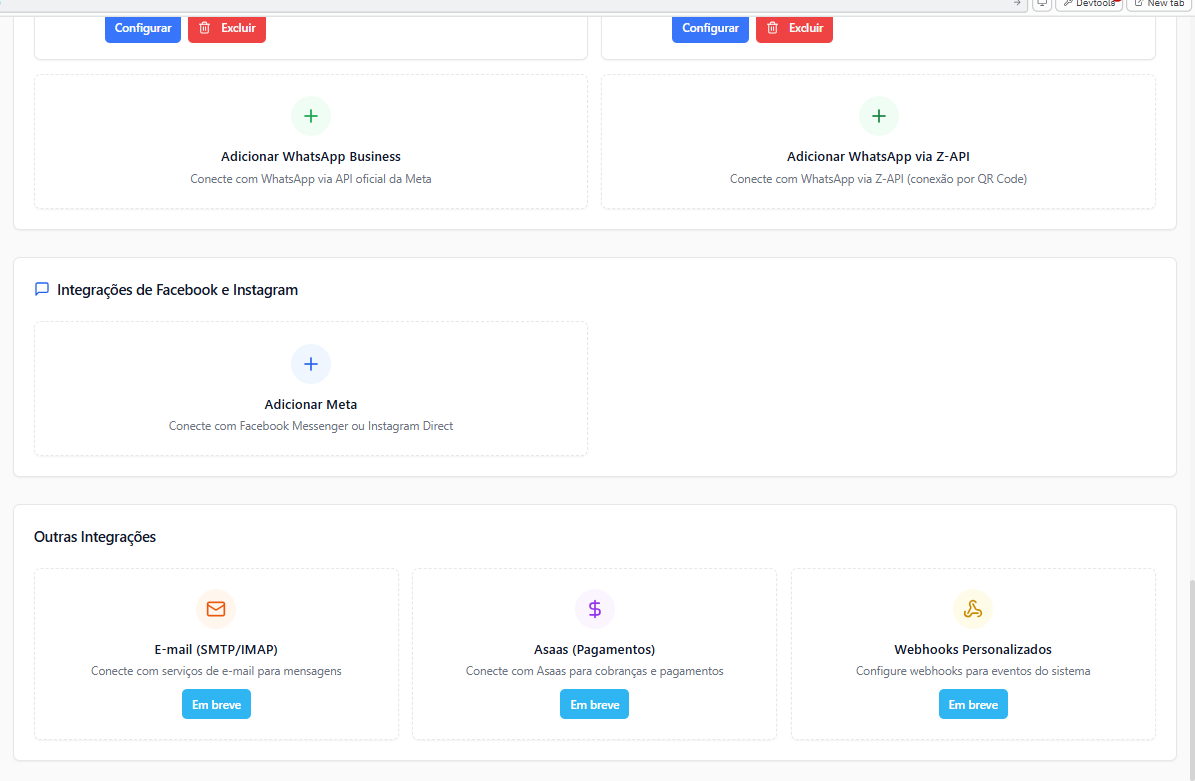 Devtools
New tab
Configurar
Excluir
Configurar
Excluir
Adicionar WhatsApp Business
Conecte com WhatsApp via API oficial da Meta
Adicionar WhatsApp via Z-API
Conecte com WhatsApp via Z-API (conexão por QR Code)
Integrações de Facebook e Instagram
Adicionar Meta
Conecte com Facebook Messenger ou Instagram Direct
Outras Integrações
E-mail (SMTP/IMAP)
Conecte com serviços de e-mail para mensagens
Em breve
Asaas (Pagamentos)
Conecte com Asaas para cobranças e pagamentos
Em breve
Webhooks Personalizados
Configure webhooks para eventos do sistema
Em breve